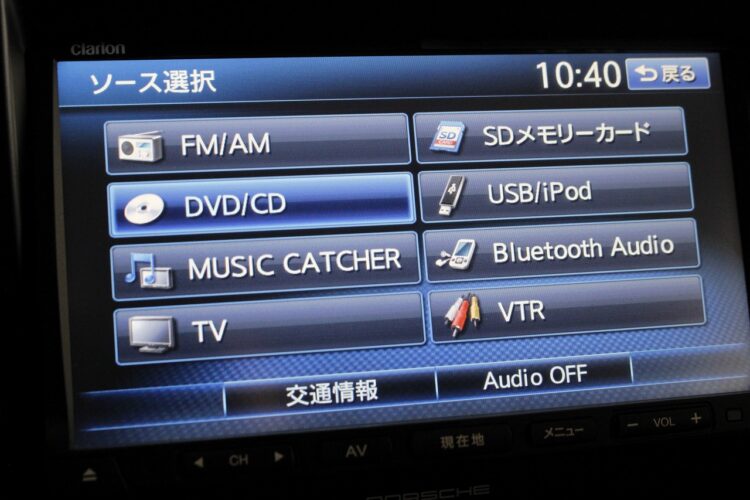 clarion
ソース選択
10:40
戻る
FM/AM
SDメモリーカード
DVD/CD
USB/iPod
MUSIC CATCHER
Bluetooth Audio
TV
VTR
交通情報
Audio OFF
CH
AV
現在地
メニュー
− VOL +
PORSCHE